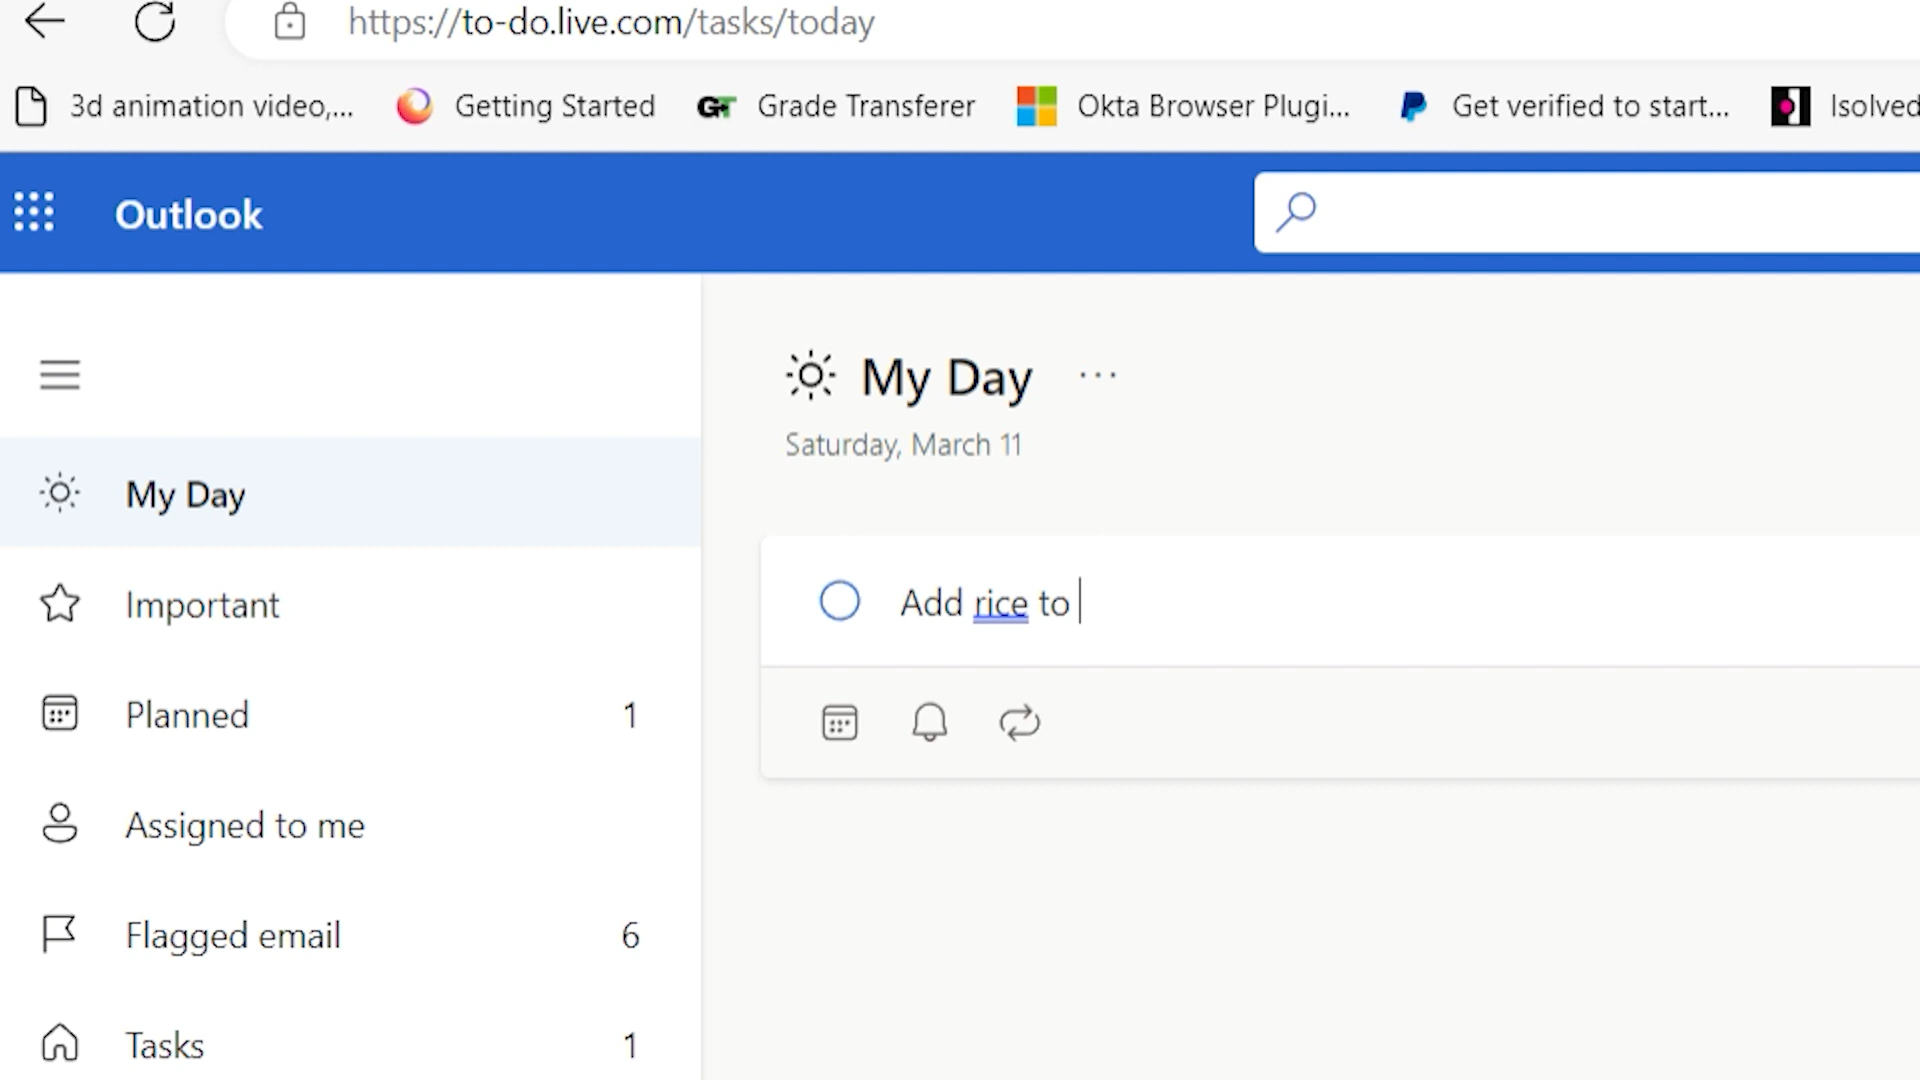 https://to-do.live.com/tasks/today
3d animation video,...
Getting Started
GT
Grade Transferer
Okta Browser Plugi...
Get verified to start...
Isolved
Outlook
My Day ...
Saturday, March 11
My Day
Important
Planned 1
Assigned to me
Flagged email 6
Tasks 1
Add rice to